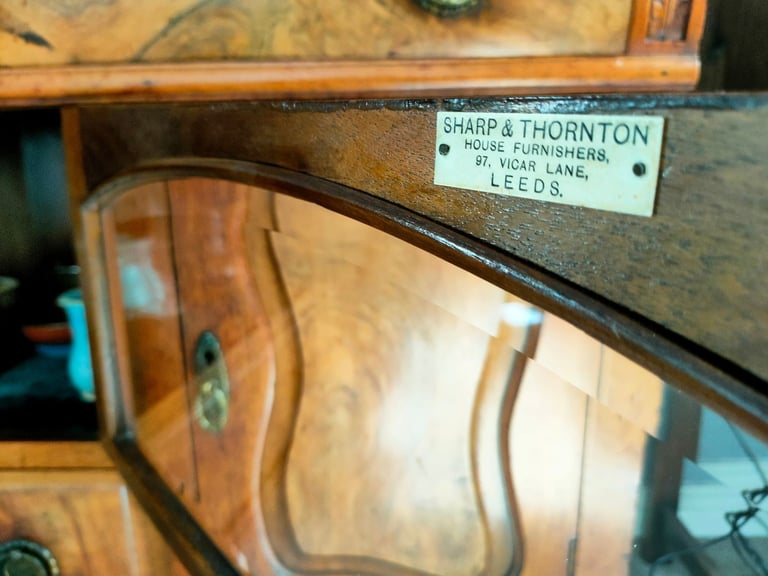 SHARP & THORNTON
HOUSE FURNISHERS,
97, VICAR LANE,
LEEDS.